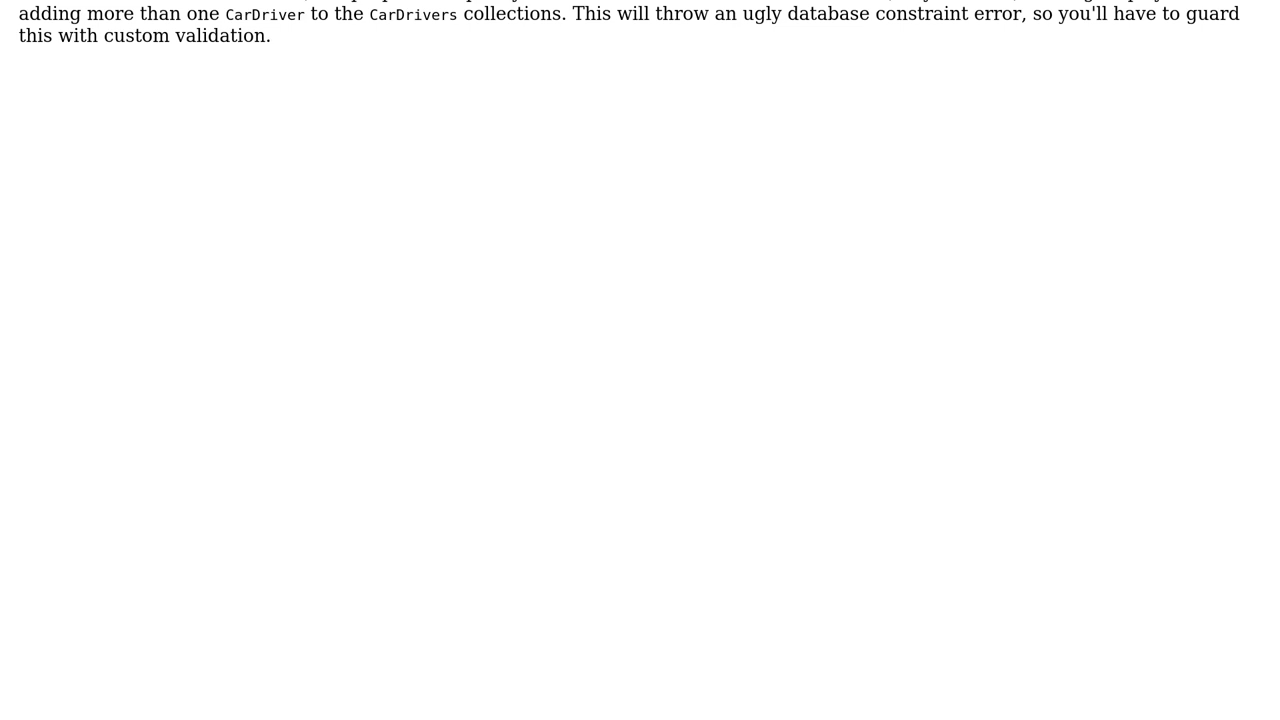 adding more than one CarDriver to the CarDrivers collections. This will throw an ugly database constraint error, so you'll have to guard
this with custom validation.